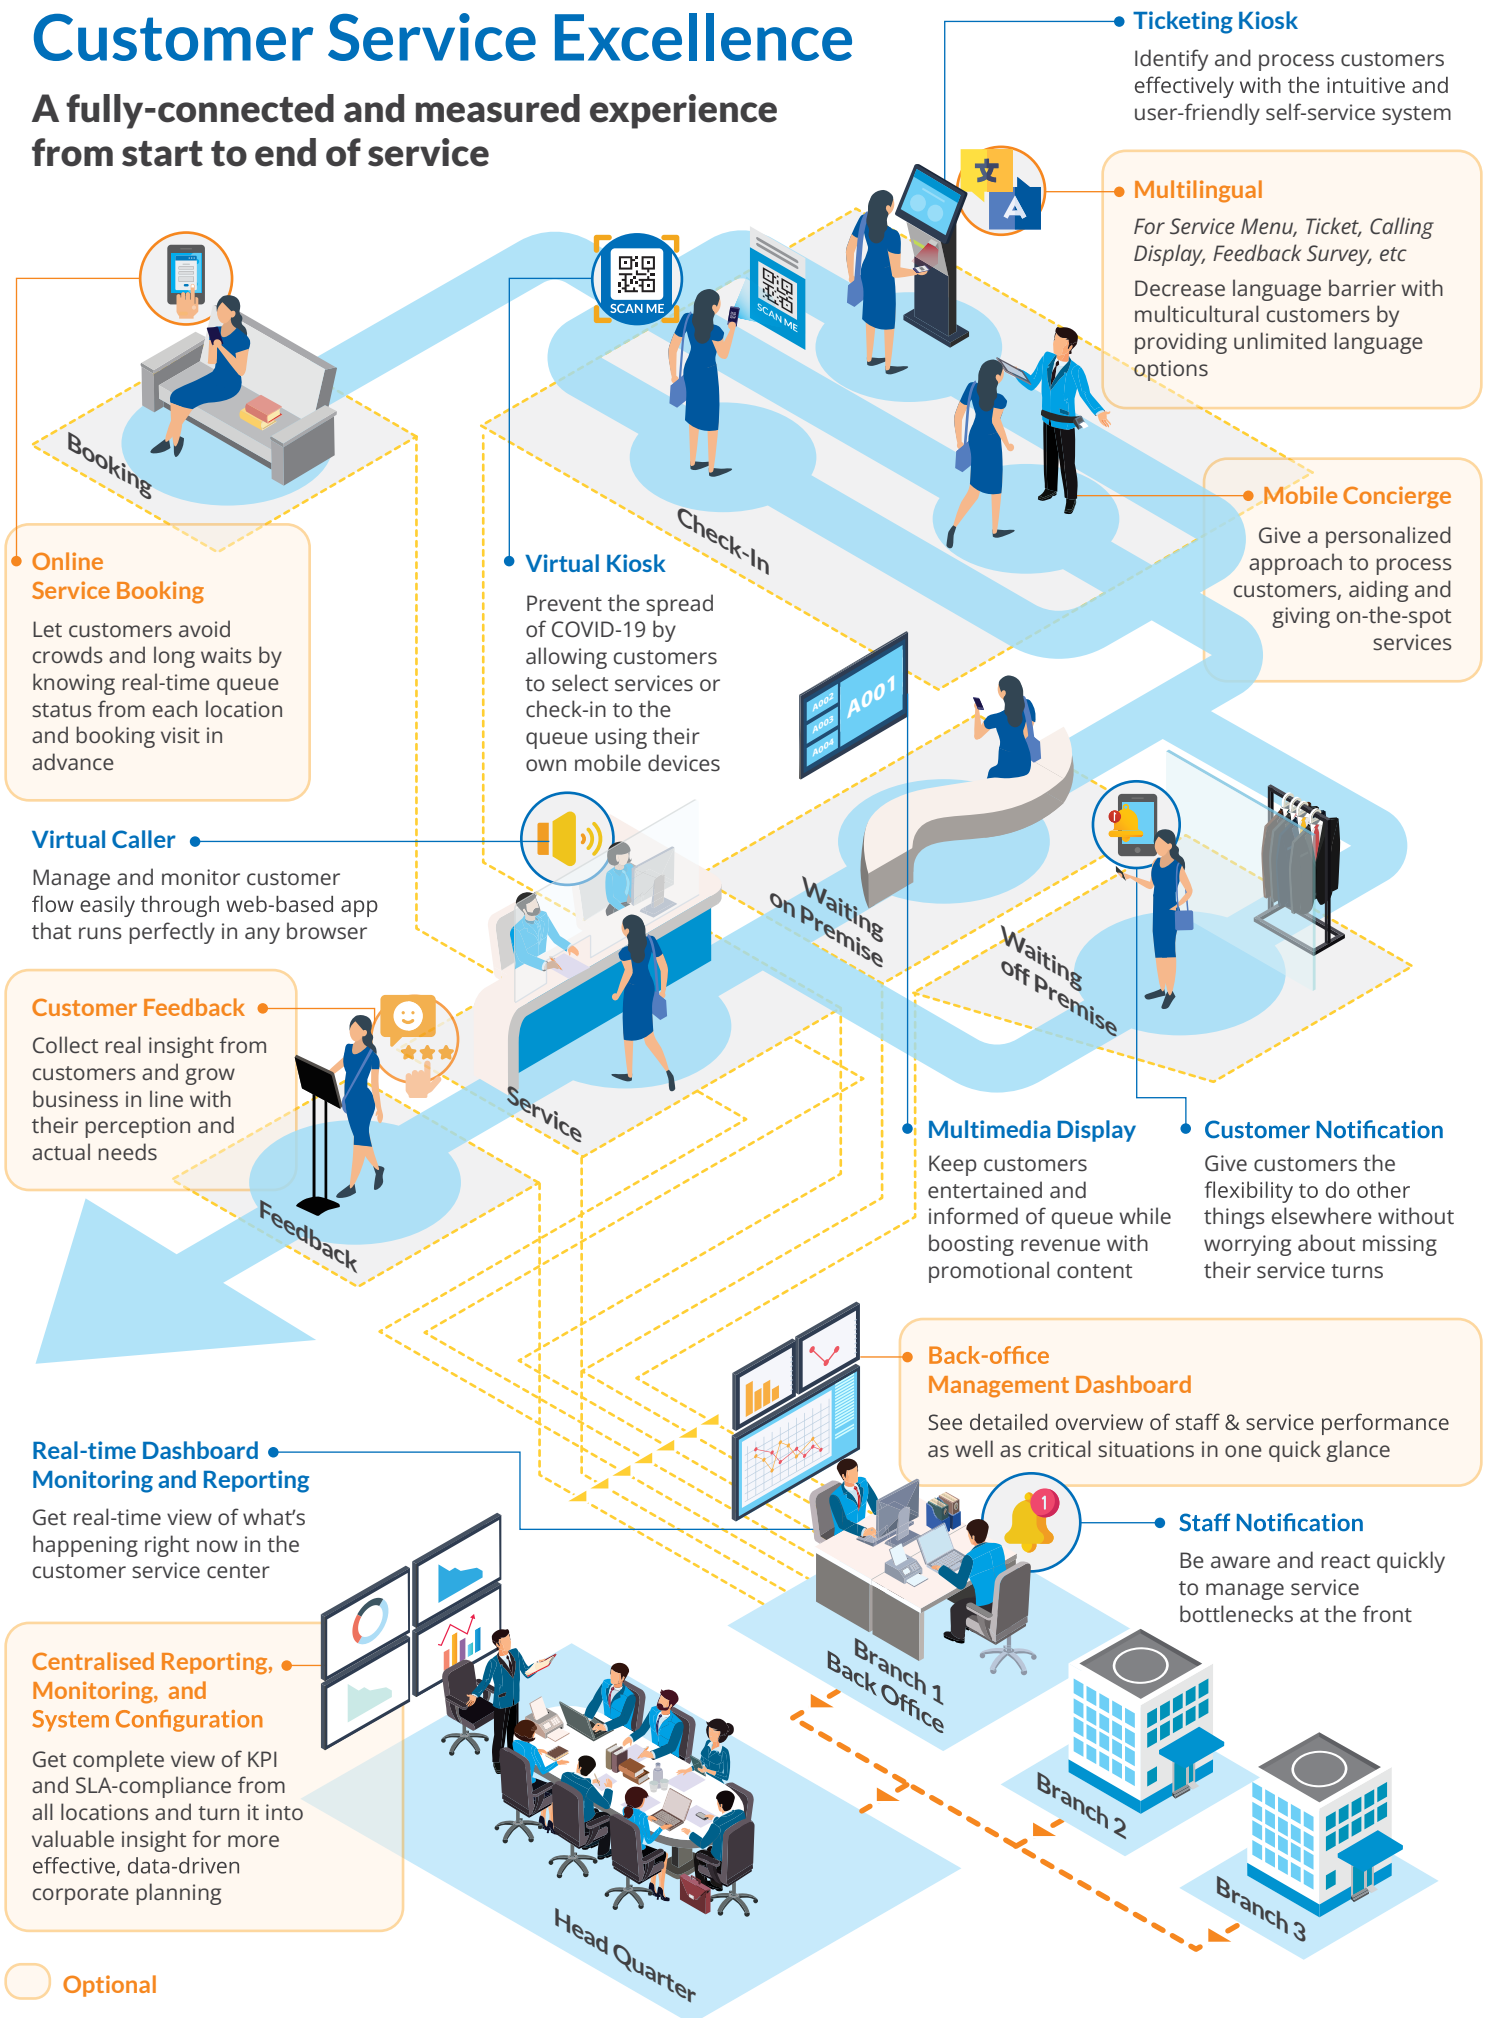 Customer Service Excellence
A fully-connected and measured experience
from start to end of service
Ticketing Kiosk
Identify and process customers
effectively with the intuitive and
user-friendly self-service system
文
A
Multilingual
For Service Menu, Ticket, Calling
Display, Feedback Survey, etc
Decrease language barrier with
multicultural customers by
providing unlimited language
options
SCAN ME
SCAN ME
Booking
Check-In
Mobile Concierge
Give a personalized
approach to process
customers, aiding and
giving on-the-spot
services
Online
Service Booking
Let customers avoid
crowds and long waits by
knowing real-time queue
status from each location
and booking visit in
advance
Virtual Kiosk
Prevent the spread
of COVID-19 by
allowing customers
to select services or
check-in to the
queue using their
own mobile devices
A002
A003
A004
A001
Virtual Caller
Manage and monitor customer
flow easily through web-based app
that runs perfectly in any browser
Waiting
on Premise
Waiting
off Premise
Customer Feedback
Collect real insight from
customers and grow
business in line with
their perception and
actual needs
Service
Feedback
Multimedia Display
Keep customers
entertained and
informed of queue while
boosting revenue with
promotional content
Customer Notification
Give customers the
flexibility to do other
things elsewhere without
worrying about missing
their service turns
Back-office
Management Dashboard
See detailed overview of staff & service performance
as well as critical situations in one quick glance
Real-time Dashboard
Monitoring and Reporting
Get real-time view of what's
happening right now in the
customer service center
1
Staff Notification
Be aware and react quickly
to manage service
bottlenecks at the front
Centralised Reporting,
Monitoring, and
System Configuration
Get complete view of KPI
and SLA-compliance from
all locations and turn it into
valuable insight for more
effective, data-driven
corporate planning
Branch 1
Back Office
Branch 2
Branch 3
Head Quarter
Optional